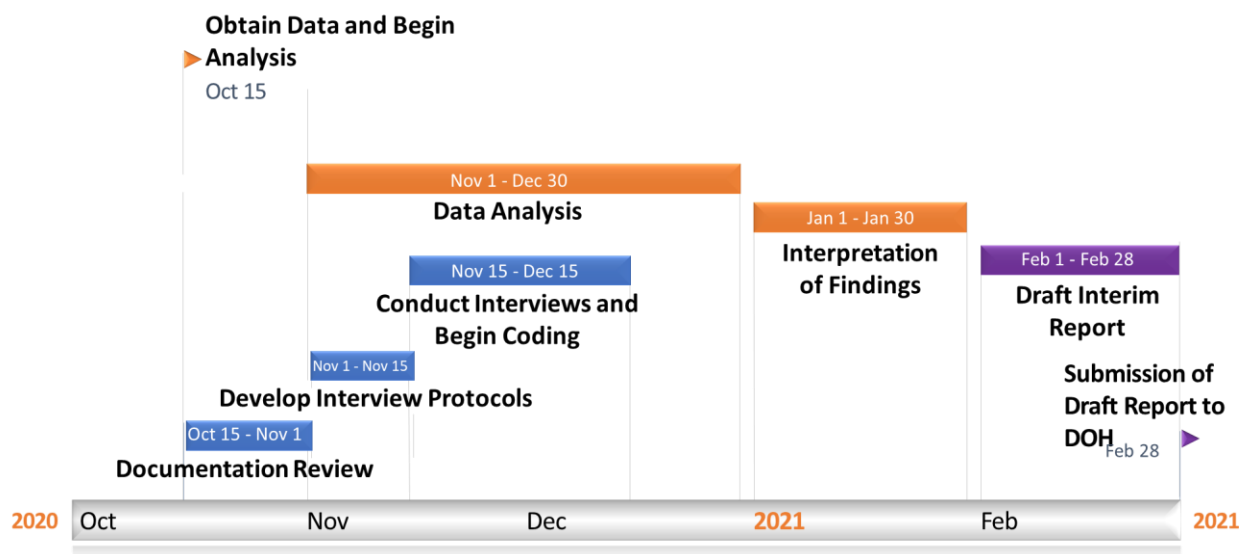 Obtain Data and Begin
Analysis
Oct 15
Nov 1 - Dec 30
Data Analysis
Jan 1 - Jan 30
Interpretation
of Findings
Nov 15 - Dec 15
Conduct Interviews and
Begin Coding
Feb 1 - Feb 28
Draft Interim
Report
Nov 1 - Nov 15
Develop Interview Protocols
Submission of
Draft Report to
DOH
Feb 28
Oct 15 - Nov 1
Documentation Review
2020 Oct Nov Dec 2021 Feb 2021